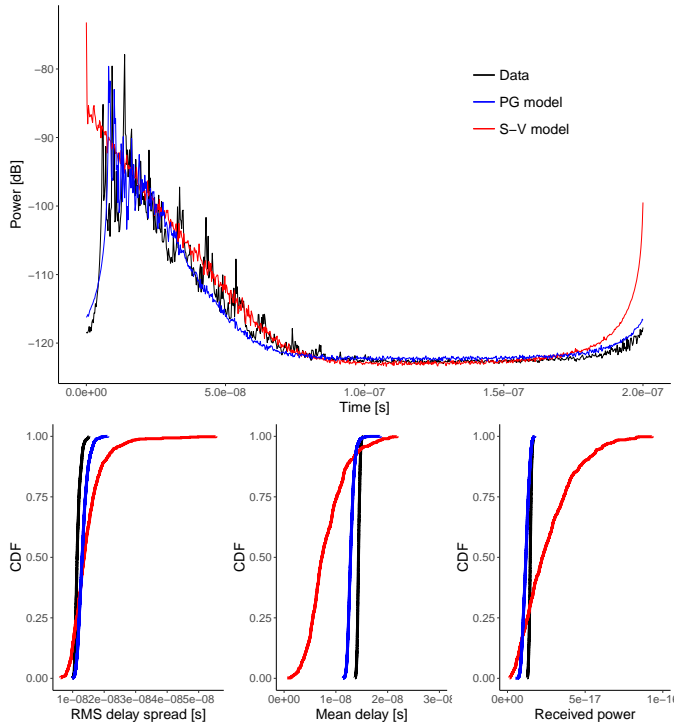 Power [dB]
−80
−90
−100
−110
−120
Data
PG model
S−V model
0.0e+00 5.0e−08 1.0e−07 1.5e−07 2.0e−07
Time [s]
CDF
1.00
0.75
0.50
0.25
0.00
1e−082e−083e−084e−085e−08
RMS delay spread [s]
CDF
1.00
0.75
0.50
0.25
0.00
0e+00 1e−08 2e−08 3e−08
Mean delay [s]
CDF
1.00
0.75
0.50
0.25
0.00
0e+00 5e−17 1e−16
Received power